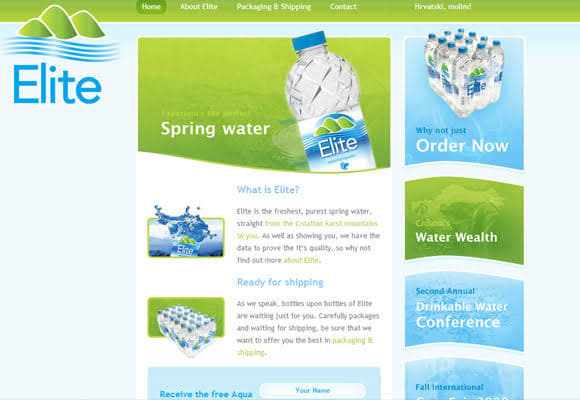 Home
About Elite
Packaging & Shipping
Contact
Hrvatski, molim!
Elite
Croatian's the perfect
Spring water
Elite
What is Elite?
Elite is the freshest, purest spring water,
straight from the Croatian karst mountains
to you. As well as showing you, we have the
data to prove the it's quality, so why not
find out more about Elite.
Ready for shipping
As we speak, bottles upon bottles of Elite
are waiting just for you. Carefully packages
and waiting for shipping, be sure that we
want to offer you the best in packaging &
shipping.
Receive the free Aqua
Your Name
Why not just
Order Now
Croatia's
Water Wealth
Second Annual
Drinkable Water
Conference
Fall International